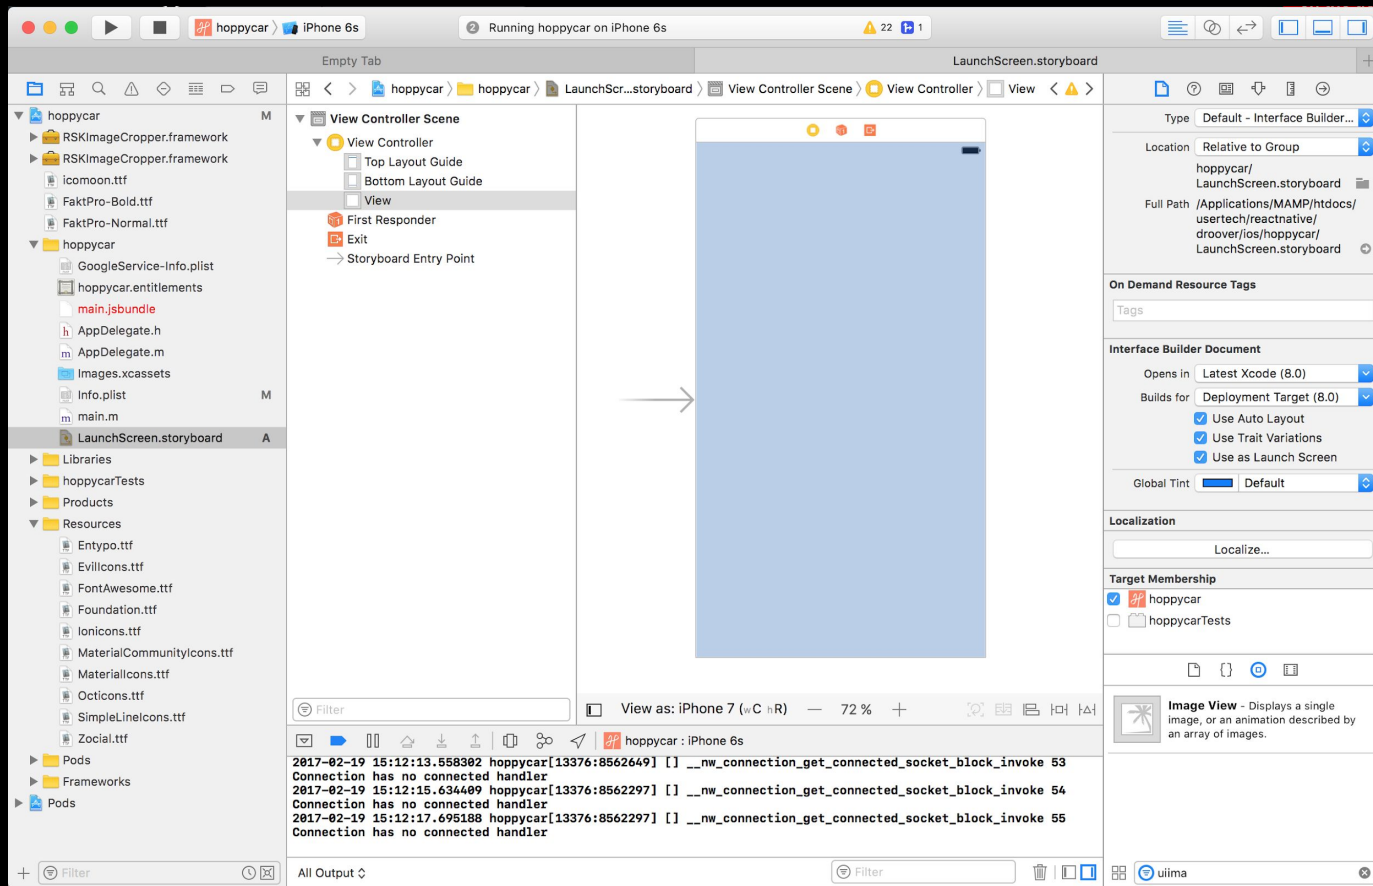 hoppycar
iPhone 6s
2
Running hoppycar on iPhone 6s
22
1
Empty Tab
LaunchScreen.storyboard
hoppycar
hoppycar
LaunchScr...storyboard
View Controller Scene
View Controller
View
hoppycar
M
RSKImageCropper.framework
RSKImageCropper.framework
icomoon.ttf
FaktPro-Bold.ttf
FaktPro-Normal.ttf
hoppycar
GoogleService-Info.plist
hoppycar.entitlements
main.jsbundle
AppDelegate.h
AppDelegate.m
Images.xcassets
Info.plist
M
main.m
LaunchScreen.storyboard
A
Libraries
hoppycarTests
Products
Resources
Entypo.ttf
EvilIcons.ttf
FontAwesome.ttf
Foundation.ttf
Ionicons.ttf
MaterialCommunityIcons.ttf
MaterialIcons.ttf
Octicons.ttf
SimpleLineIcons.ttf
Zocial.ttf
Pods
Frameworks
Pods
Filter
View Controller Scene
View Controller
Top Layout Guide
Bottom Layout Guide
View
First Responder
Exit
Storyboard Entry Point
Filter
View as: iPhone 7 (wC hR)
72 %
hoppycar : iPhone 6s
2017-02-19 15:12:13.558302 hoppycar[13376:8562649] [] __nw_connection_get_connected_socket_block_invoke 53
Connection has no connected handler
2017-02-19 15:12:15.634409 hoppycar[13376:8562297] [] __nw_connection_get_connected_socket_block_invoke 54
Connection has no connected handler
2017-02-19 15:12:17.695188 hoppycar[13376:8562297] [] __nw_connection_get_connected_socket_block_invoke 55
Connection has no connected handler
All Output
Filter
Type
Default - Interface Builder...
Location
Relative to Group
hoppycar/
LaunchScreen.storyboard
Full Path
/Applications/MAMP/htdocs/
usertech/reactnative/
droover/ios/hoppycar/
LaunchScreen.storyboard
On Demand Resource Tags
Tags
Interface Builder Document
Opens in
Latest Xcode (8.0)
Builds for
Deployment Target (8.0)
Use Auto Layout
Use Trait Variations
Use as Launch Screen
Global Tint
Default
Localization
Localize...
Target Membership
hoppycar
hoppycarTests
Image View - Displays a single
image, or an animation described by
an array of images.
uiima